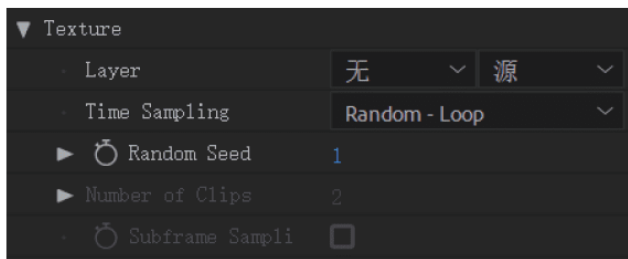 Texture
Layer 无 源
Time Sampling Random - Loop
Random Seed 1
Number of Clips 2
Subframe Sampli